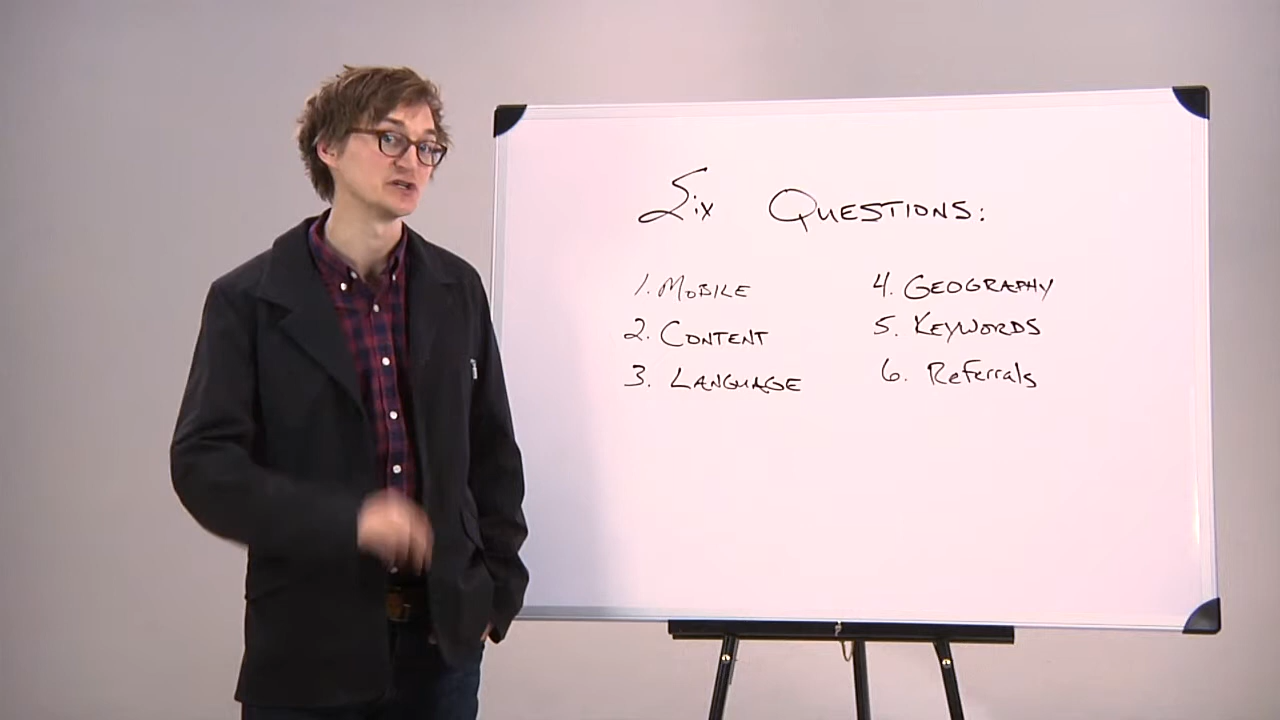 Six Questions:
1. Mobile
2. Content
3. Language
4. Geography
5. Keywords
6. Referrals